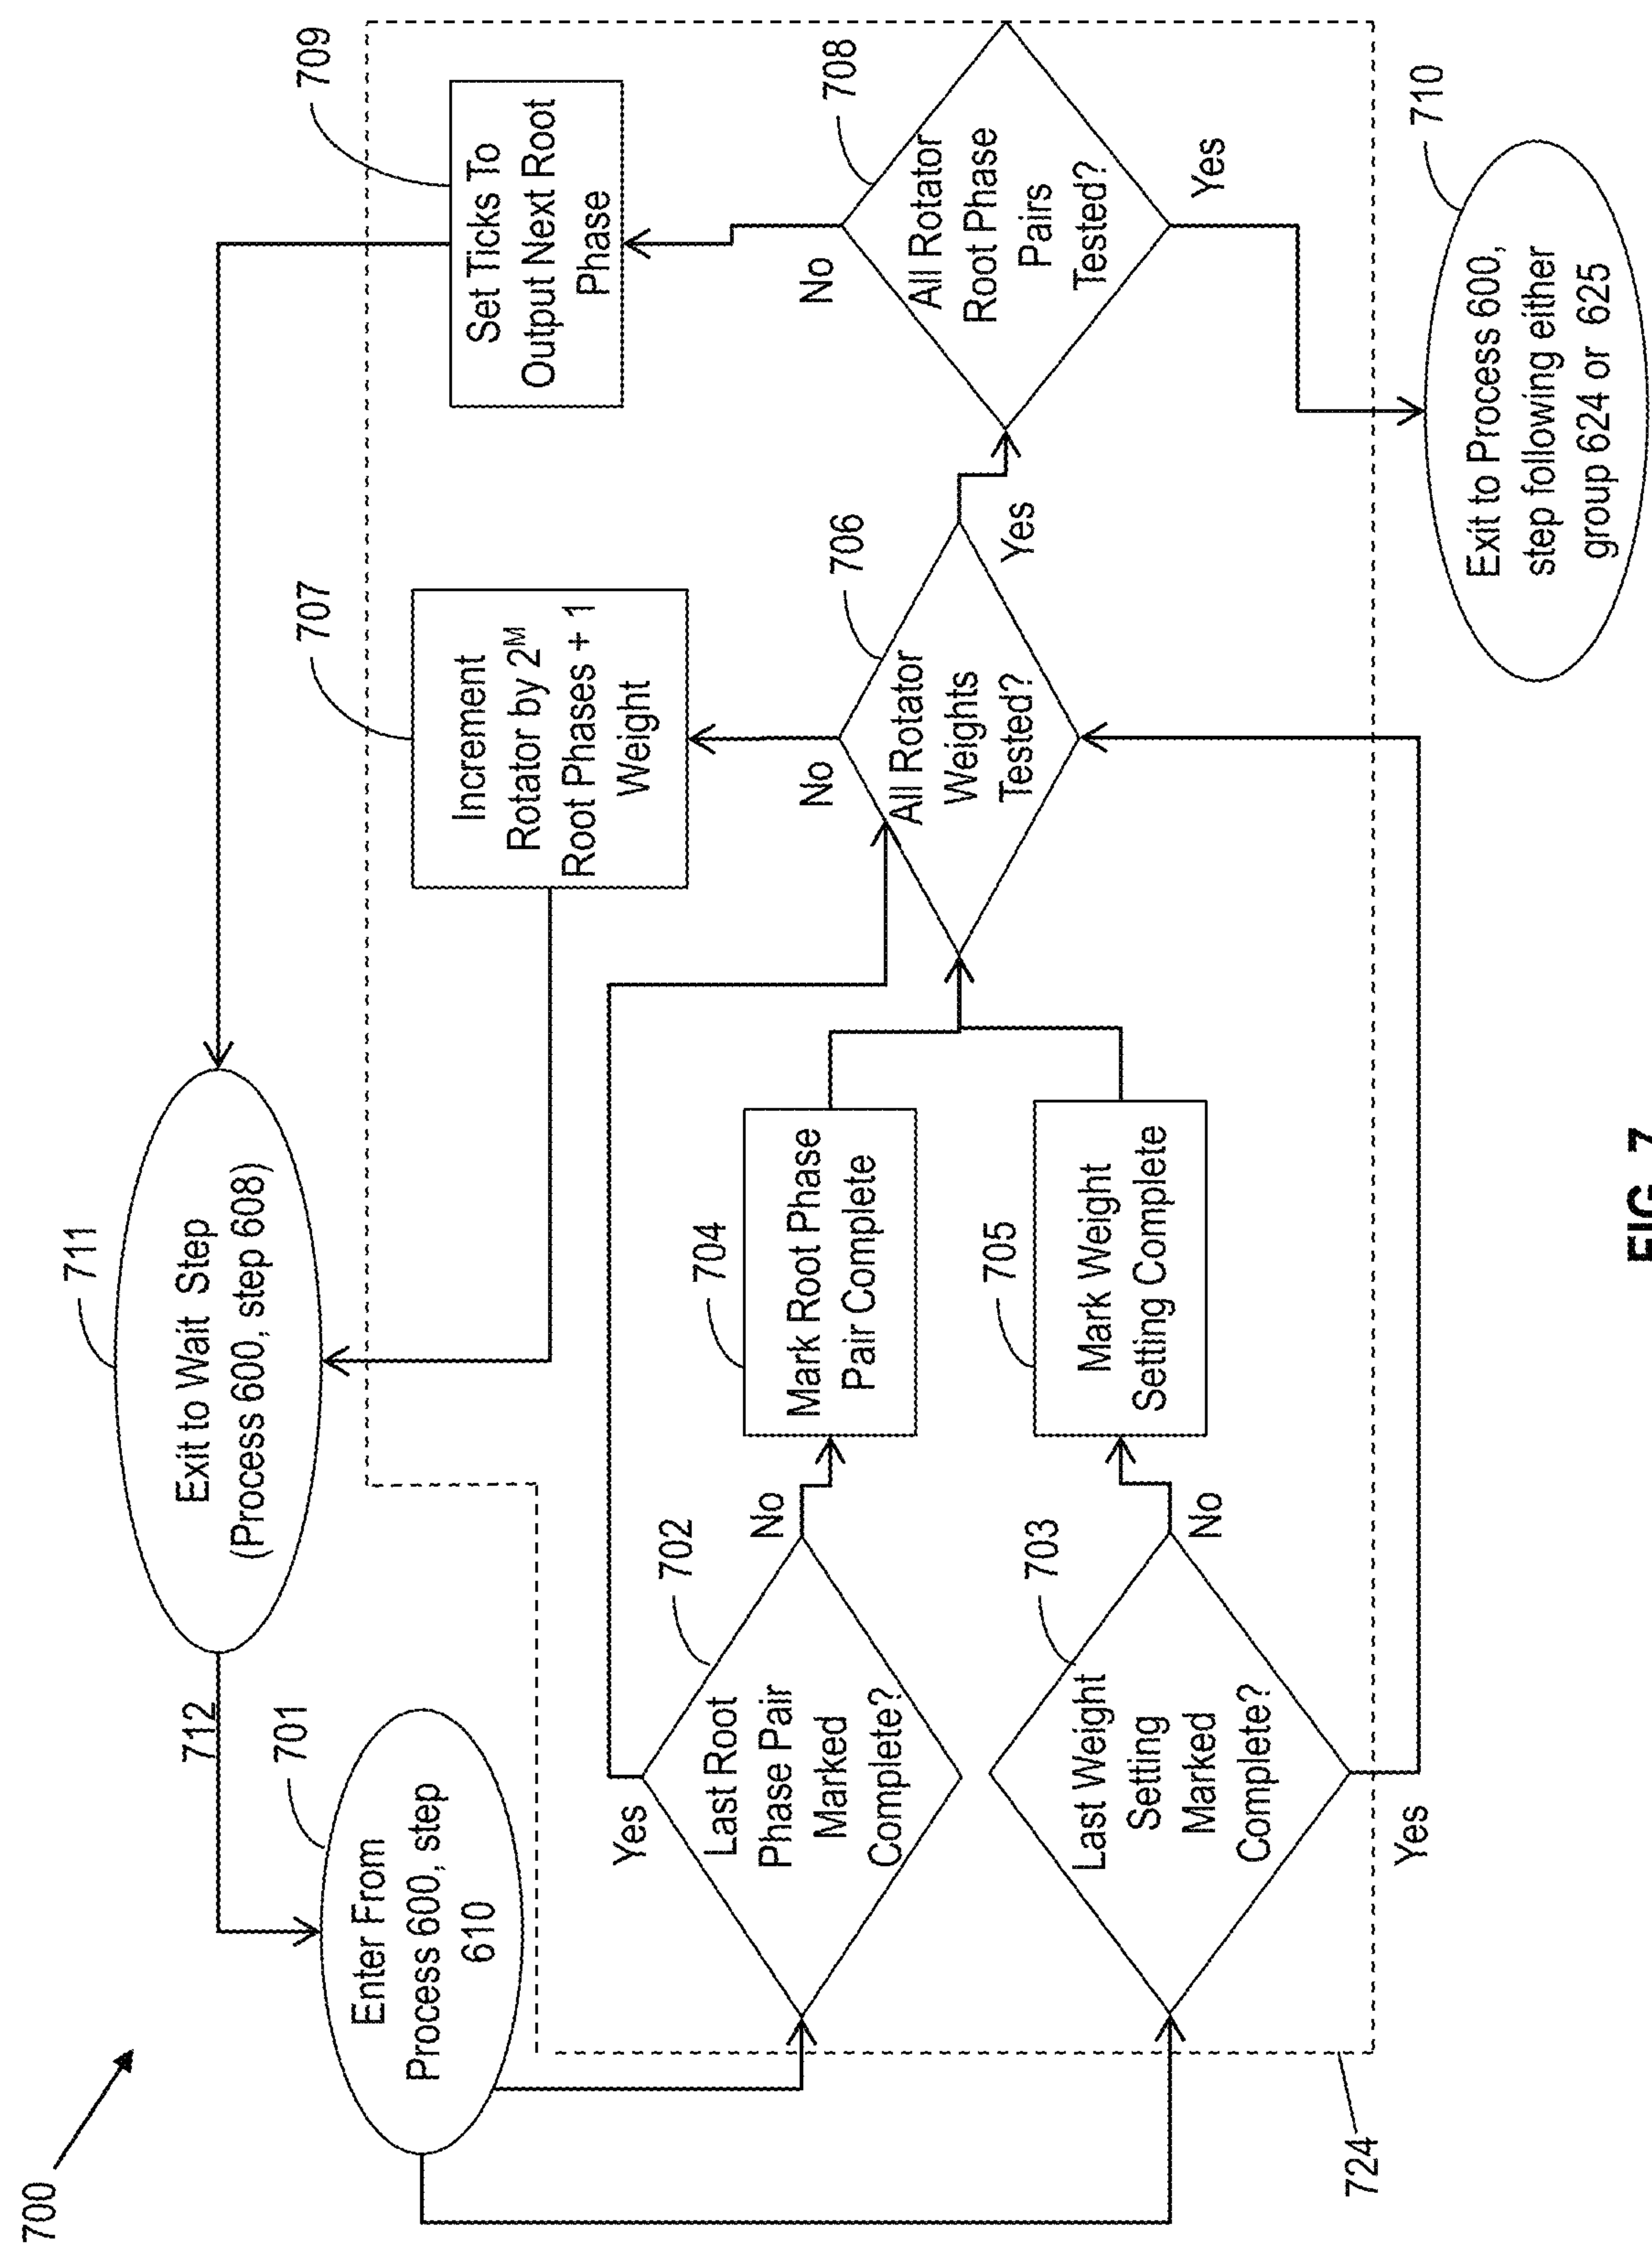 700
712
711
Exit to Wait Step
(Process 600, step 608)
701
Enter From
Process 600, step
610
702
Last Root
Phase Pair
Marked
Complete?
Yes
No
703
Last Weight
Setting
Marked
Complete?
Yes
No
704
Mark Root Phase
Pair Complete
705
Mark Weight
Setting Complete
706
All Rotator
Weights
Tested?
No
Yes
707
Increment
Rotator by 2ᴹ
Root Phases + 1
Weight
708
All Rotator
Root Phase
Pairs
Tested?
No
Yes
709
Set Ticks To
Output Next Root
Phase
710
Exit to Process 600,
step following either
group 624 or 625
724